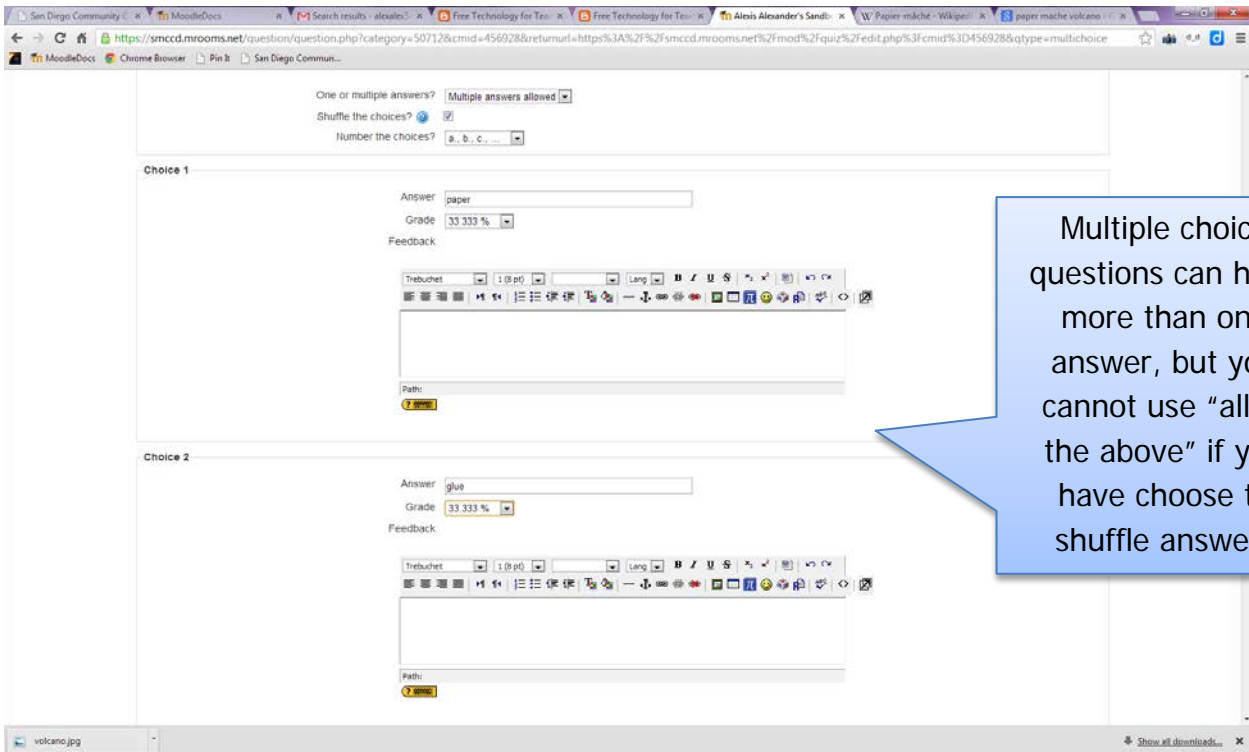 San Diego Community C
MoodleDocs
Search results - alexales3
Free Technology for Tea
Free Technology for Tea
Alexis Alexander's Sandb
Papier-mâché - Wikiped
paper mache volcano - G
https://smccd.mrooms.net/question/question.php?category=50712&cmid=456928&returnurl=https%3A%2F%2Fsmccd.mrooms.net%2Fmod%2Fquiz%2Fedit.php%3Fcmid%3D456928&qtype=multichoice
MoodleDocs Chrome Browser Pin It San Diego Commun...
One or multiple answers? Multiple answers allowed
Shuffle the choices?
Number the choices? a., b., c., ...
Choice 1
Answer paper
Grade 33.333 %
Feedback
Trebuchet 1 (8 pt) Lang B I U S
Path:
Choice 2
Answer glue
Grade 33.333 %
Feedback
Trebuchet 1 (8 pt) Lang B I U S
Path:
Multiple choic
questions can h
more than on
answer, but yo
cannot use “all
the above” if y
have choose t
shuffle answe
volcano.jpg
Show all downloads...